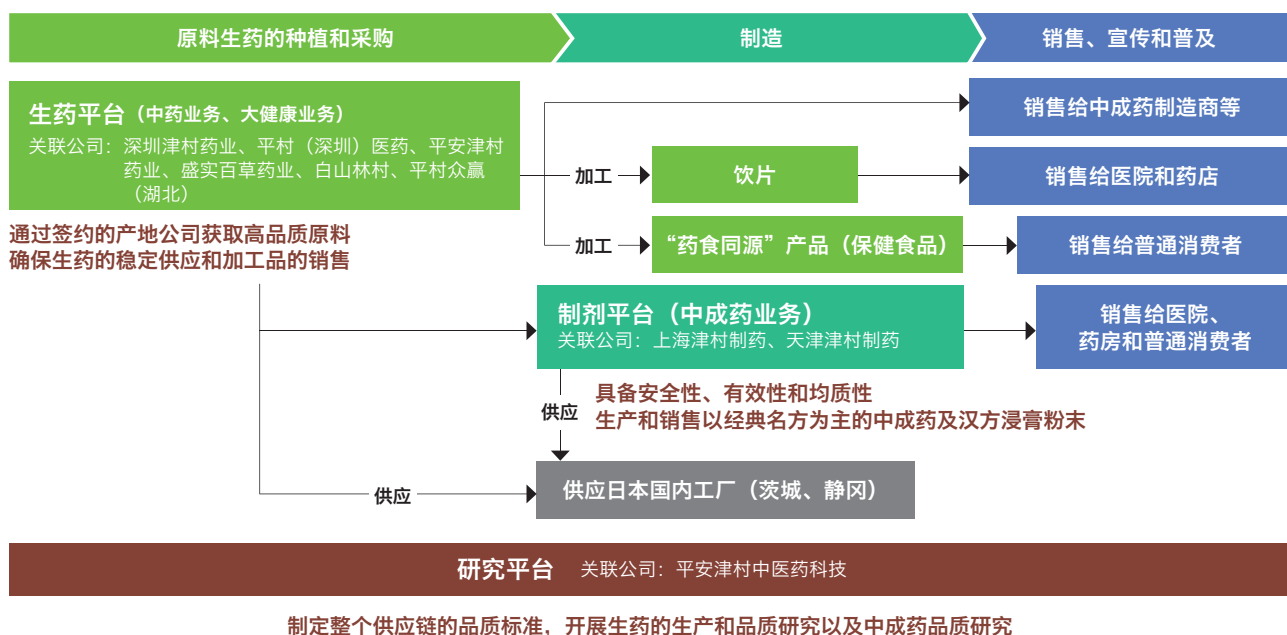 原料生药的种植和采购
制造
销售、宣传和普及
生药平台（中药业务、大健康业务）
关联公司：深圳津村药业、平村（深圳）医药、平安津村
药业、盛实百草药业、白山林村、平村众赢
（湖北）
通过签约的产地公司获取高品质原料
确保生药的稳定供应和加工品的销售
销售给中成药制造商等
加工
饮片
销售给医院和药店
加工
“药食同源”产品（保健食品）
销售给普通消费者
制剂平台（中成药业务）
关联公司：上海津村制药、天津津村制药
销售给医院、
药房和普通消费者
供应
具备安全性、有效性和均质性
生产和销售以经典名方为主的中成药及汉方浸膏粉末
供应
供应日本国内工厂（茨城、静冈）
研究平台 关联公司：平安津村中医药科技
制定整个供应链的品质标准，开展生药的生产和品质研究以及中成药品质研究